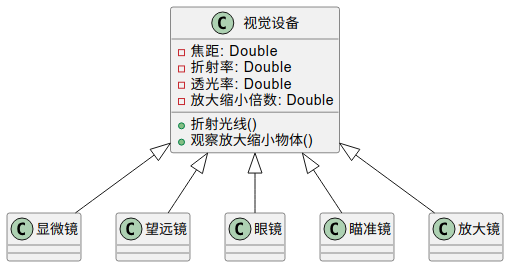 C 视觉设备
焦距: Double
折射率: Double
透光率: Double
放大缩小倍数: Double
折射光线()
观察放大缩小物体()
C 显微镜
C 望远镜
C 眼镜
C 瞄准镜
C 放大镜